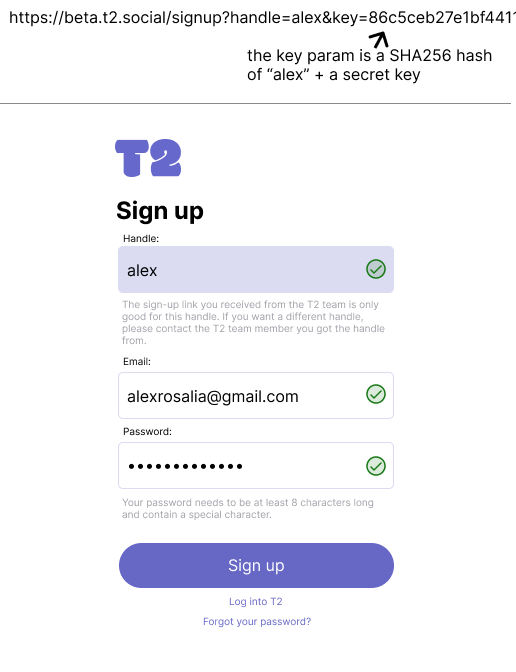 https://beta.t2.social/signup?handle=alex&key=86c5ceb27e1bf441
the key param is a SHA256 hash
of “alex” + a secret key
T2
Sign up
Handle:
alex
The sign-up link you received from the T2 team is only
good for this handle. If you want a different handle,
please contact the T2 team member you got the handle
from.
Email:
alexrosalia@gmail.com
Password:
•••••••••••••
Your password needs to be at least 8 characters long
and contain a special character.
Sign up
Log into T2
Forgot your password?